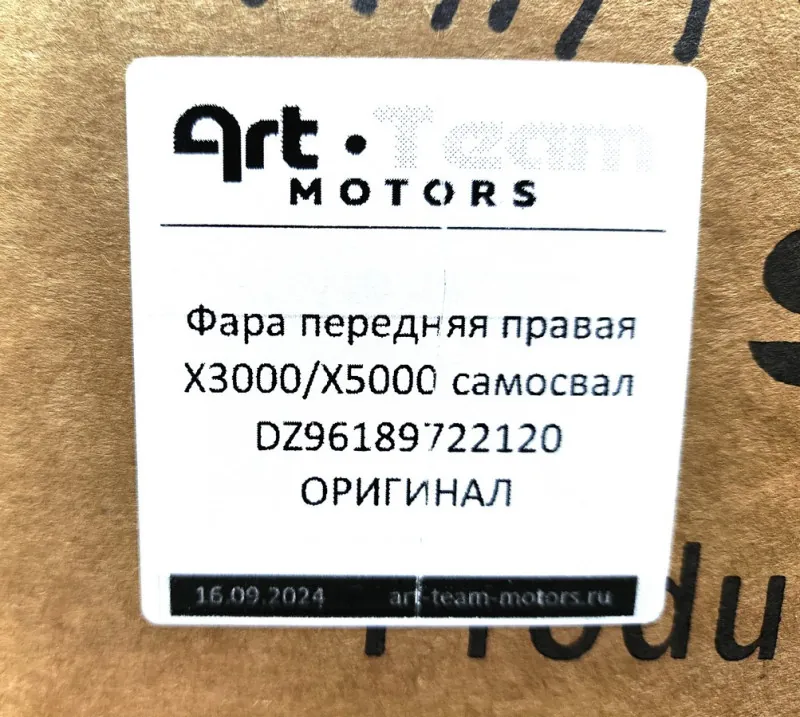 art·Team
MOTORS
Фара передняя правая
X3000/X5000 самосвал
DZ96189722120
ОРИГИНАЛ
16.09.2024 art-team-motors.ru